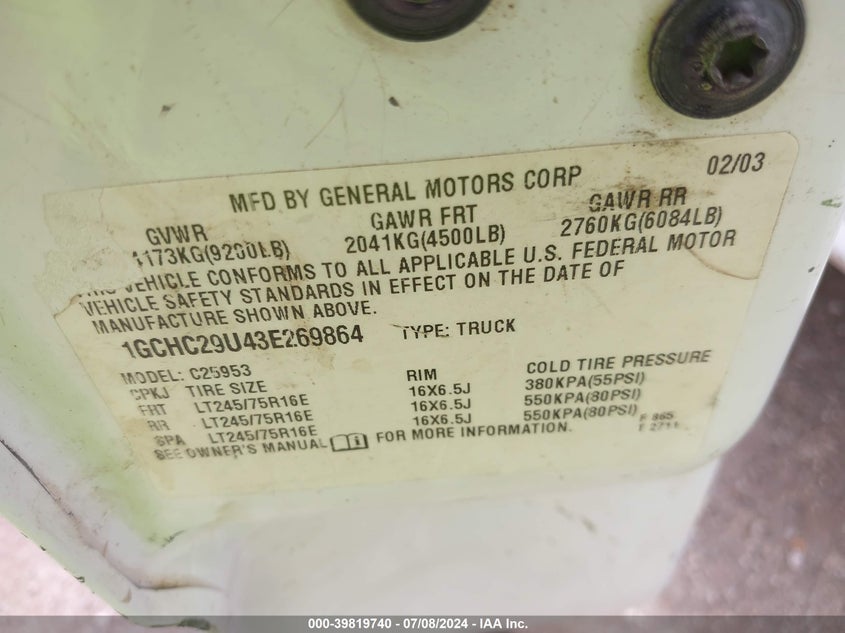 MFD BY GENERAL MOTORS CORP 02/03
GVWR GAWR FRT GAWR RR
4173KG(9200LB) 2041KG(4500LB) 2760KG(6084LB)
THIS VEHICLE CONFORMS TO ALL APPLICABLE U.S. FEDERAL MOTOR
VEHICLE SAFETY STANDARDS IN EFFECT ON THE DATE OF
MANUFACTURE SHOWN ABOVE.
1GCHC29U43E269864 TYPE: TRUCK
MODEL: C25953
CPKJ TIRE SIZE RIM COLD TIRE PRESSURE
FRT LT245/75R16E 16X6.5J 380KPA(55PSI)
RR LT245/75R16E 16X6.5J 550KPA(80PSI)
SPA LT245/75R16E 16X6.5J 550KPA(80PSI)
SEE OWNER'S MANUAL FOR MORE INFORMATION.
F 865
000-39819740 - 07/08/2024 - IAA Inc.